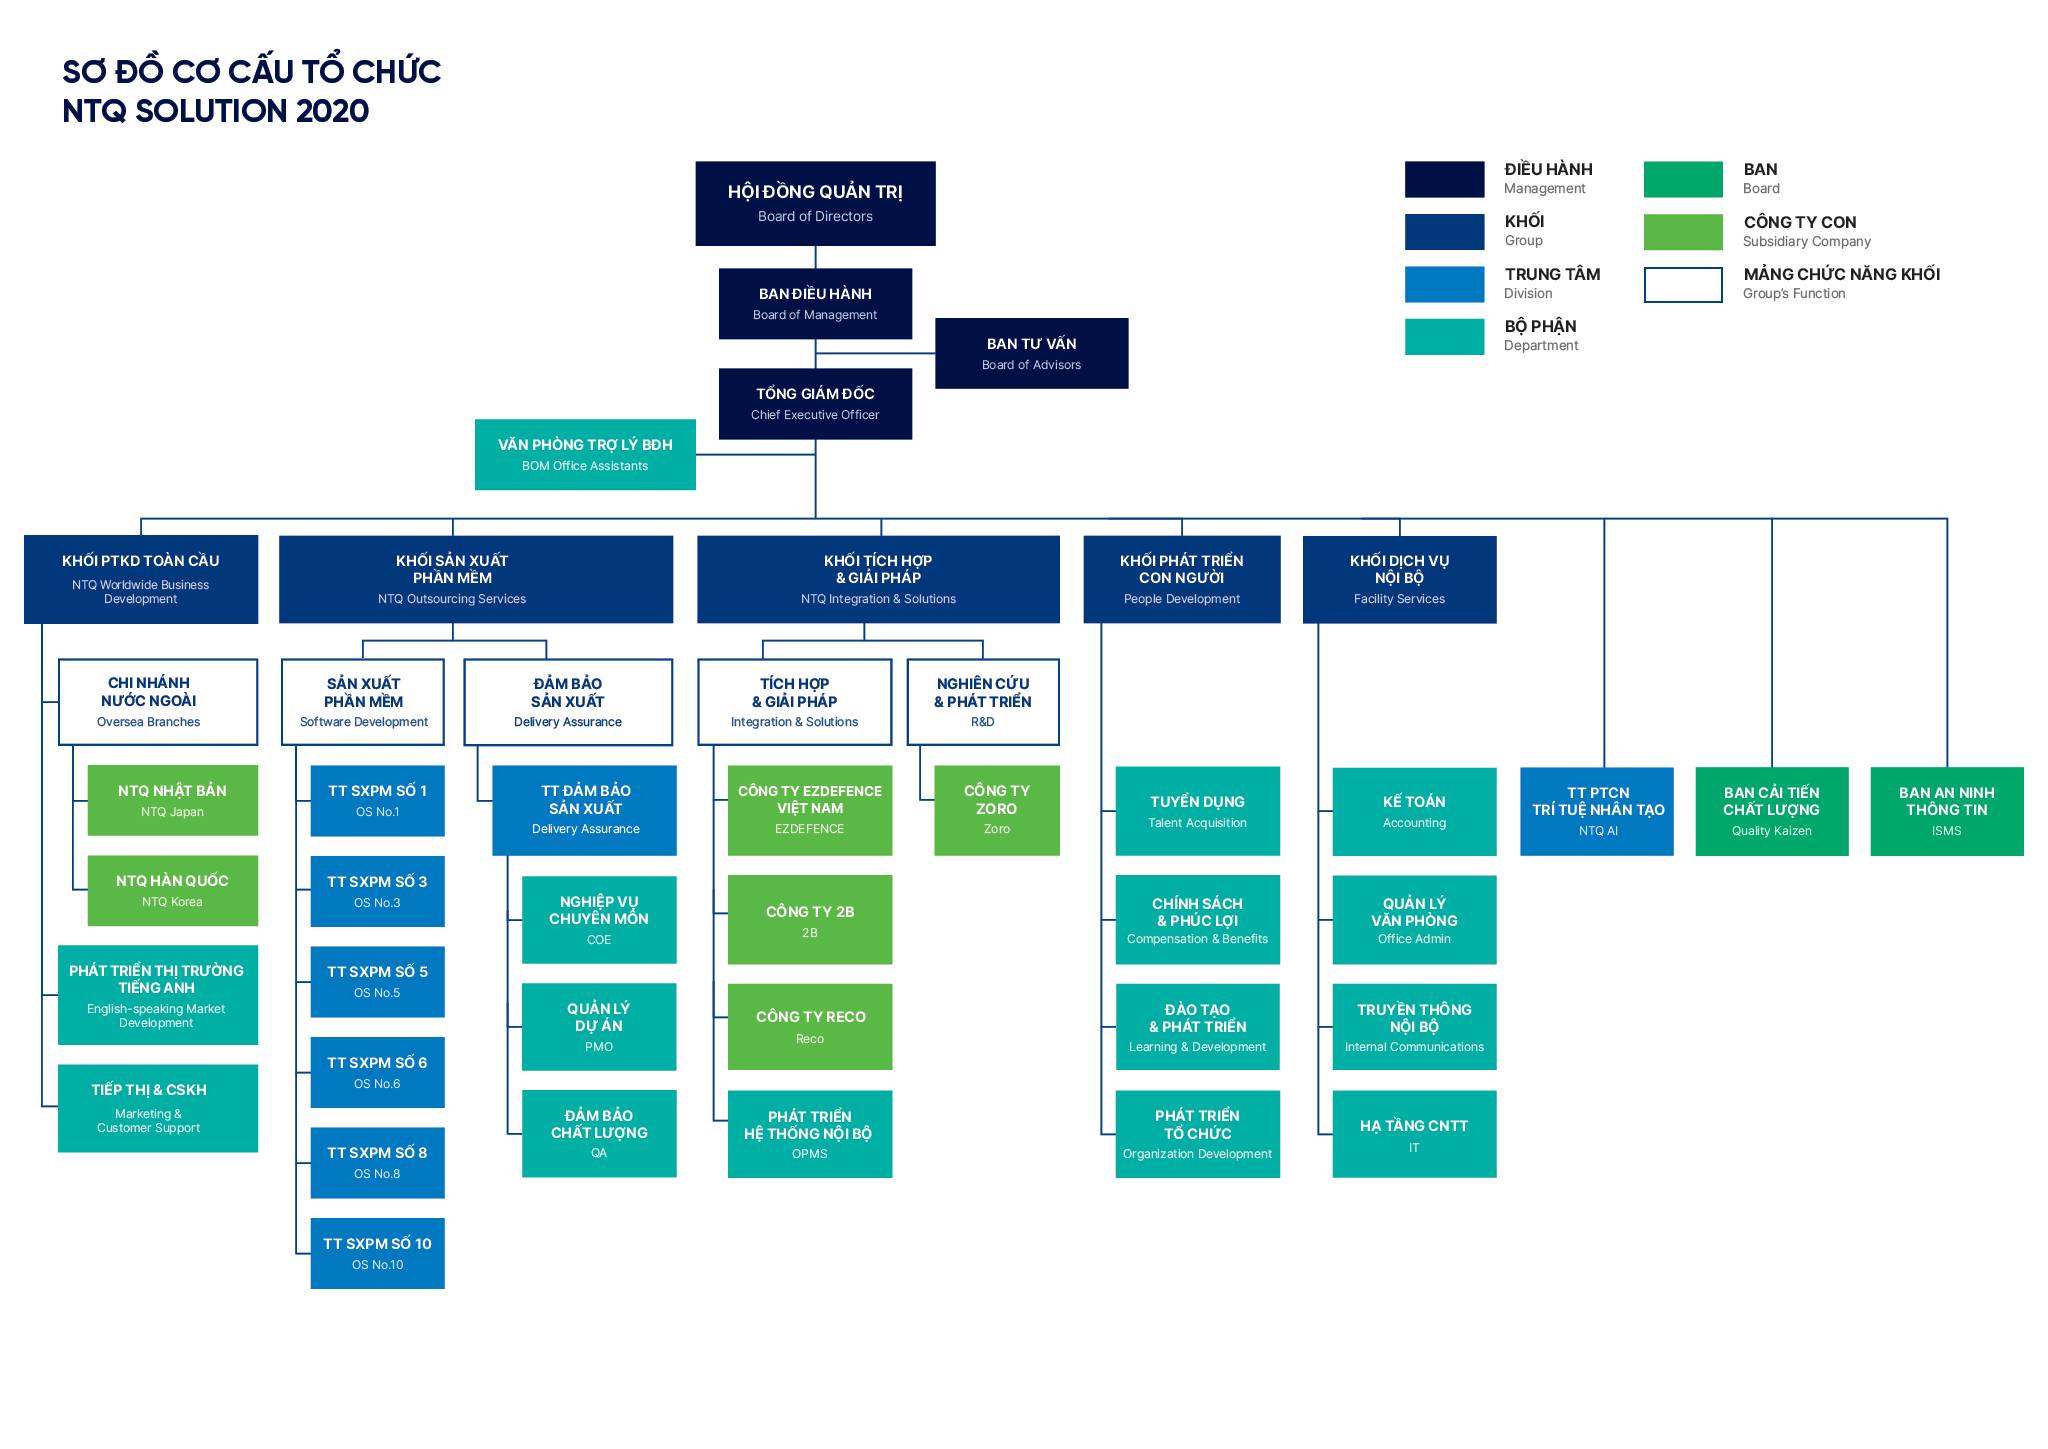 SƠ ĐỒ CƠ CẤU TỔ CHỨC
NTQ SOLUTION 2020
ĐIỀU HÀNH
Management
KHỐI
Group
TRUNG TÂM
Division
BỘ PHẬN
Department
BAN
Board
CÔNG TY CON
Subsidiary Company
MẢNG CHỨC NĂNG KHỐI
Group's Function
HỘI ĐỒNG QUẢN TRỊ
Board of Directors
BAN ĐIỀU HÀNH
Board of Management
BAN TƯ VẤN
Board of Advisors
TỔNG GIÁM ĐỐC
Chief Executive Officer
VĂN PHÒNG TRỢ LÝ BĐH
BOM Office Assistants
KHỐI PTKD TOÀN CẦU
NTQ Worldwide Business
Development
CHI NHÁNH
NƯỚC NGOÀI
Oversea Branches
NTQ NHẬT BẢN
NTQ Japan
NTQ HÀN QUỐC
NTQ Korea
PHÁT TRIỂN THỊ TRƯỜNG
TIẾNG ANH
English-speaking Market
Development
TIẾP THỊ & CSKH
Marketing &
Customer Support
KHỐI SẢN XUẤT
PHẦN MỀM
NTQ Outsourcing Services
SẢN XUẤT
PHẦN MỀM
Software Development
TT SXPM SỐ 1
OS No.1
TT SXPM SỐ 3
OS No.3
TT SXPM SỐ 5
OS No.5
TT SXPM SỐ 6
OS No.6
TT SXPM SỐ 8
OS No.8
TT SXPM SỐ 10
OS No.10
ĐẢM BẢO
SẢN XUẤT
Delivery Assurance
TT ĐẢM BẢO
SẢN XUẤT
Delivery Assurance
NGHIỆP VỤ
CHUYÊN MÔN
COE
QUẢN LÝ
DỰ ÁN
PMO
ĐẢM BẢO
CHẤT LƯỢNG
QA
KHỐI TÍCH HỢP
& GIẢI PHÁP
NTQ Integration & Solutions
TÍCH HỢP
& GIẢI PHÁP
Integration & Solutions
CÔNG TY EZDEFENCE
VIỆT NAM
EZDEFENCE
CÔNG TY 2B
2B
CÔNG TY RECO
Reco
PHÁT TRIỂN
HỆ THỐNG NỘI BỘ
OPMS
NGHIÊN CỨU
& PHÁT TRIỂN
R&D
CÔNG TY
ZORO
Zoro
KHỐI PHÁT TRIỂN
CON NGƯỜI
People Development
TUYỂN DỤNG
Talent Acquisition
CHÍNH SÁCH
& PHÚC LỢI
Compensation & Benefits
ĐÀO TẠO
& PHÁT TRIỂN
Learning & Development
PHÁT TRIỂN
TỔ CHỨC
Organization Development
KHỐI DỊCH VỤ
NỘI BỘ
Facility Services
KẾ TOÁN
Accounting
QUẢN LÝ
VĂN PHÒNG
Office Admin
TRUYỀN THÔNG
NỘI BỘ
Internal Communications
HẠ TẦNG CNTT
IT
TT PTCN
TRÍ TUỆ NHÂN TẠO
NTQ AI
BAN CẢI TIẾN
CHẤT LƯỢNG
Quality Kaizen
BAN AN NINH
THÔNG TIN
ISMS